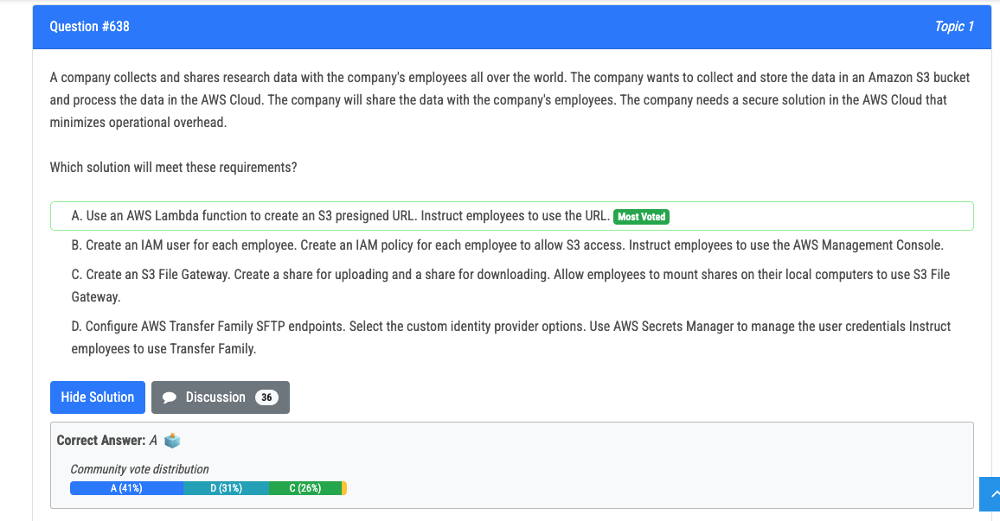 Question #638
Topic 1
A company collects and shares research data with the company's employees all over the world. The company wants to collect and store the data in an Amazon S3 bucket
and process the data in the AWS Cloud. The company will share the data with the company's employees. The company needs a secure solution in the AWS Cloud that
minimizes operational overhead.
Which solution will meet these requirements?
A. Use an AWS Lambda function to create an S3 presigned URL. Instruct employees to use the URL. Most Voted
B. Create an IAM user for each employee. Create an IAM policy for each employee to allow S3 access. Instruct employees to use the AWS Management Console.
C. Create an S3 File Gateway. Create a share for uploading and a share for downloading. Allow employees to mount shares on their local computers to use S3 File
Gateway.
D. Configure AWS Transfer Family SFTP endpoints. Select the custom identity provider options. Use AWS Secrets Manager to manage the user credentials Instruct
employees to use Transfer Family.
Hide Solution
Discussion 36
Correct Answer: A
Community vote distribution
A (41%) D (31%) C (26%)